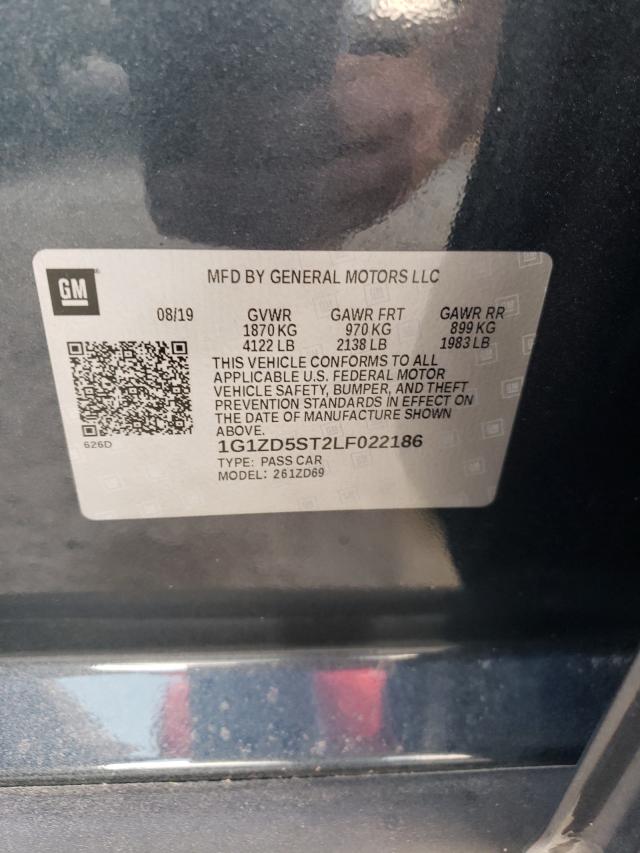 GM
MFD BY GENERAL MOTORS LLC
08/19 GVWR GAWR FRT GAWR RR
1870 KG 970 KG 899 KG
4122 LB 2138 LB 1983 LB
THIS VEHICLE CONFORMS TO ALL
APPLICABLE U.S. FEDERAL MOTOR
VEHICLE SAFETY, BUMPER, AND THEFT
PREVENTION STANDARDS IN EFFECT ON
THE DATE OF MANUFACTURE SHOWN
ABOVE.
626D
1G1ZD5ST2LF022186
TYPE: PASS CAR
MODEL: 261ZD69